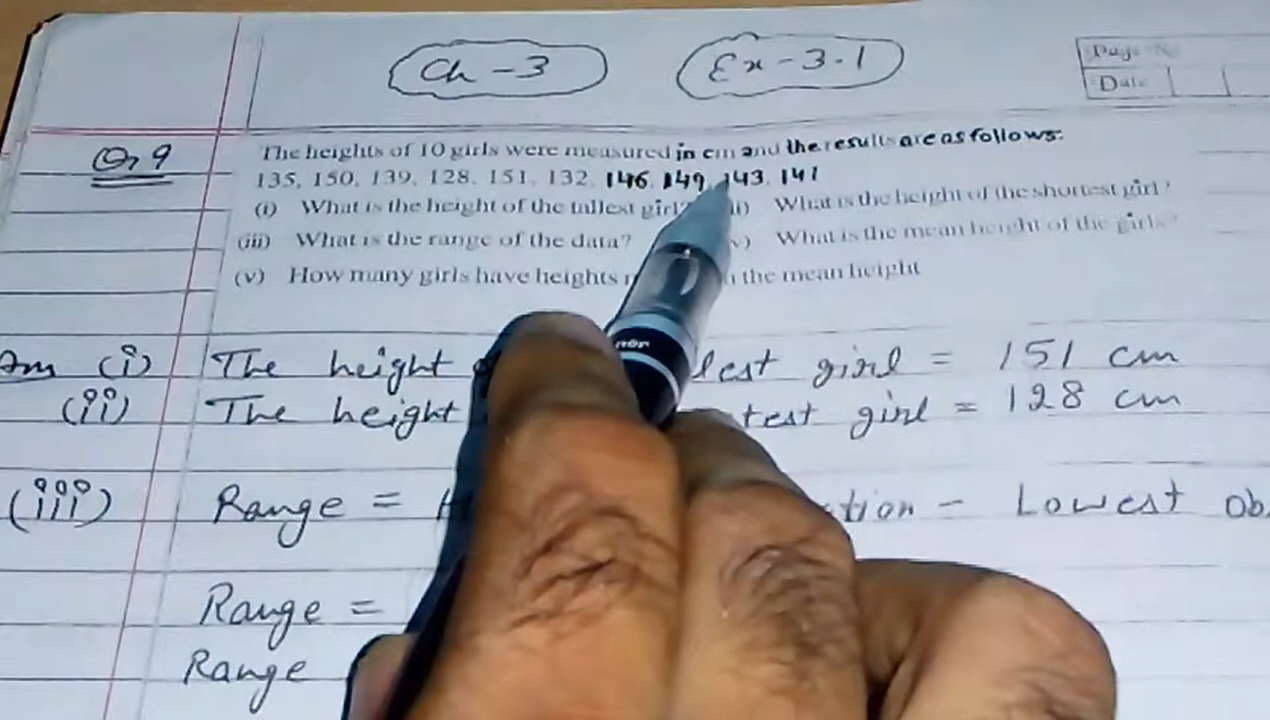 Ch-3 Ex-3.1
Page No
Date
Qn 9
The heights of 10 girls were measured in cm and the results are as follows:
135, 150, 139, 128, 151, 132, 146, 149, 143, 141
(i) What is the height of the tallest girl? What is the height of the shortest girl?
(iii) What is the range of the data? What is the mean height of the girls?
(v) How many girls have heights the mean height
Ans (i) The height girl = 151 cm
(ii) The height girl = 128 cm
(iii) Range = - Lowest
Range =
Range